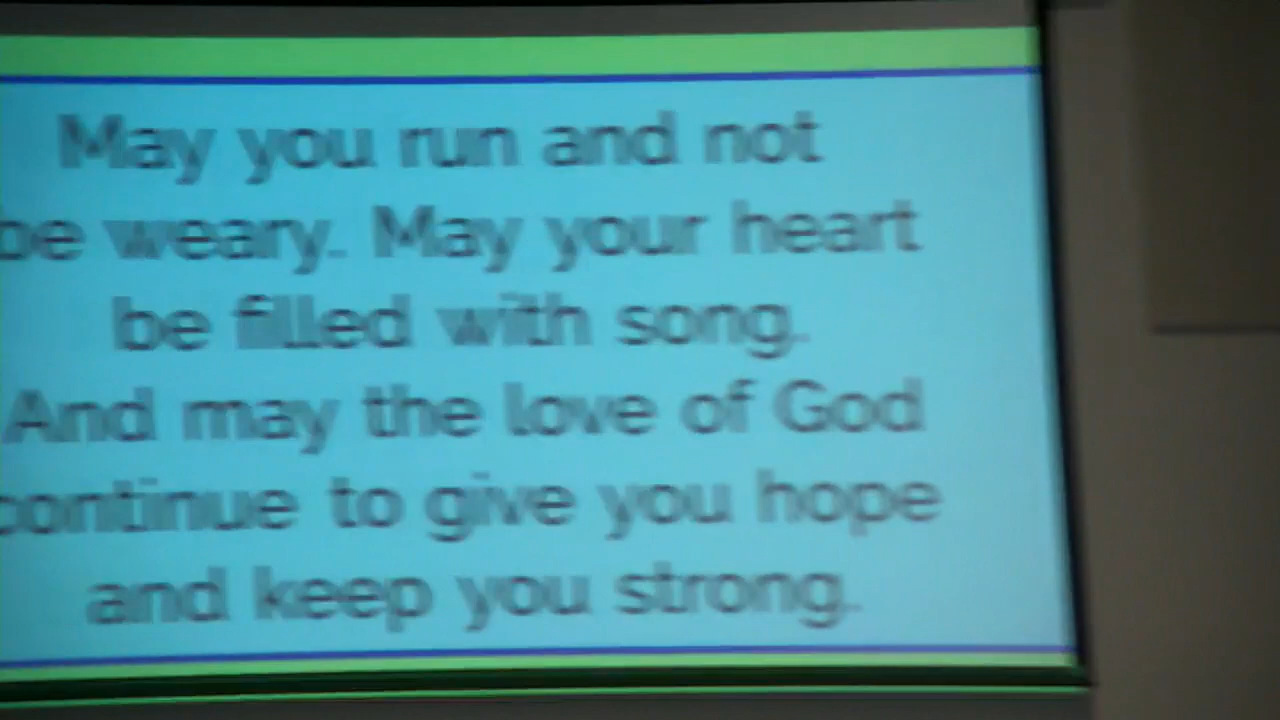 May you run and not
be weary. May your heart
be filled with song.
And may the love of God
continue to give you hope
and keep you strong.